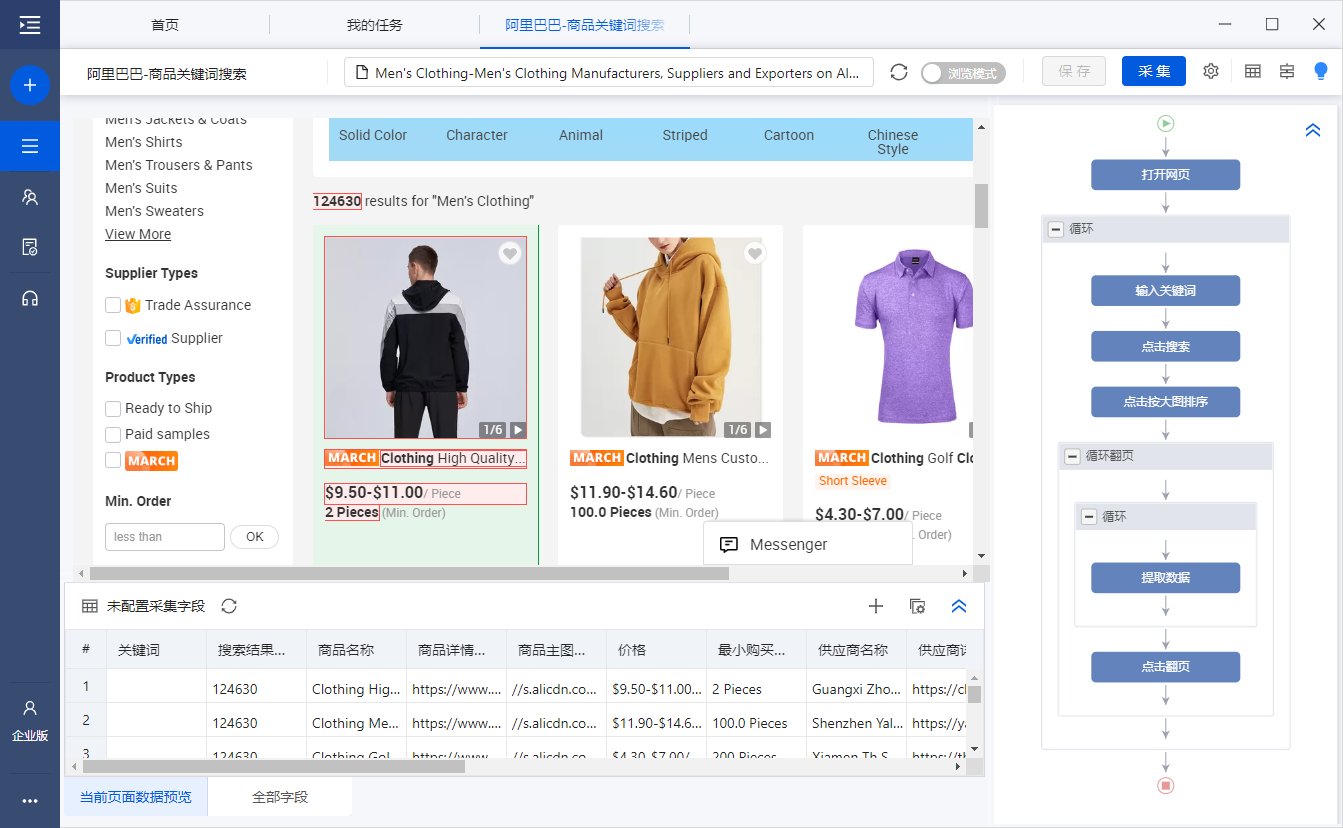 首页
我的任务
阿里巴巴-商品关键词搜索
阿里巴巴-商品关键词搜索
Men's Clothing-Men's Clothing Manufacturers, Suppliers and Exporters on Al...
浏览模式
保 存
采 集
Men's Jackets & Coats
Men's Shirts
Men's Trousers & Pants
Men's Suits
Men's Sweaters
View More
Supplier Types
Trade Assurance
Verified Supplier
Product Types
Ready to Ship
Paid samples
MARCH
Min. Order
less than
OK
Solid Color
Character
Animal
Striped
Cartoon
Chinese
Style
124630 results for "Men's Clothing"
1/6
MARCH Clothing High Quality...
$9.50-$11.00/ Piece
2 Pieces (Min. Order)
1/6
MARCH Clothing Mens Custo...
$11.90-$14.60/ Piece
100.0 Pieces (Min. Order)
MARCH Clothing Golf Clo
Short Sleeve
$4.30-$7.00/ Piece
. Order)
Messenger
打开网页
循环
输入关键词
点击搜索
点击按大图排序
循环翻页
循环
提取数据
点击翻页
未配置采集字段
# 关键词 搜索结果... 商品名称 商品详情... 商品主图... 价格 最小购买... 供应商名称 供应商详
1 124630 Clothing Hig... https://www.... //s.alicdn.co... $9.50-$11.00... 2 Pieces Guangxi Zho... https://cl
2 124630 Clothing Me... https://www.... //s.alicdn.co... $11.90-$14.6... 100.0 Pieces Shenzhen Yal... https://ya
3 124630 Clothing Gol... https://www.... //s.alicdn.co... $4.30-$7.00/... 200 Pieces Xiamen Th S... https://th
当前页面数据预览
全部字段
企业版